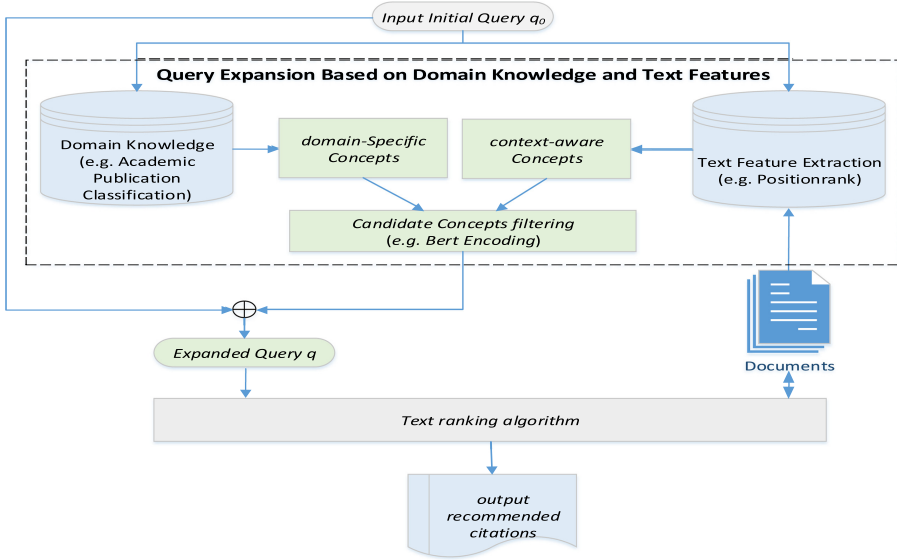 Input Initial Query q₀
Query Expansion Based on Domain Knowledge and Text Features
Domain Knowledge
(e.g. Academic
Publication
Classification)
domain-Specific
Concepts
context-aware
Concepts
Text Feature Extraction
(e.g. Positionrank)
Candidate Concepts filtering
(e.g. Bert Encoding)
Expanded Query q
Documents
Text ranking algorithm
output
recommended
citations